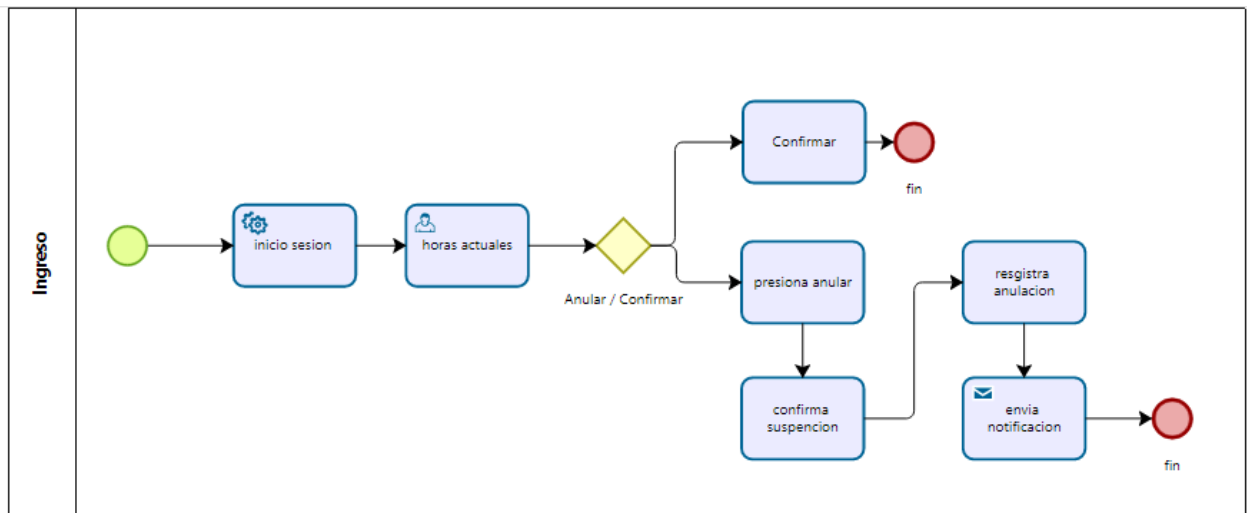 Ingreso
inicio sesion
horas actuales
Anular / Confirmar
Confirmar
fin
presiona anular
confirma
suspencion
resgistra
anulacion
envia
notificacion
fin